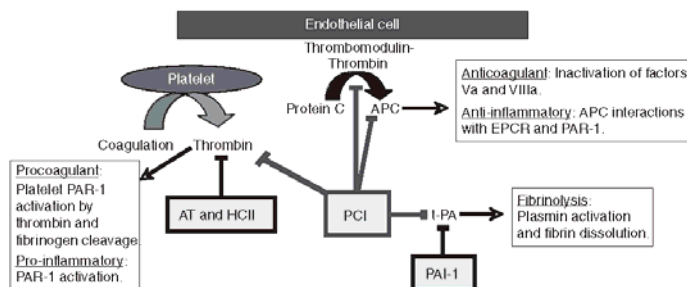 Endothelial cell
Thrombomodulin-
Thrombin
Platelet
Protein C
APC
Anticoagulant: Inactivation of factors
Va and VIIIa.
Anti-inflammatory: APC interactions
with EPCR and PAR-1.
Coagulation
Thrombin
Procoagulant:
Platelet PAR-1
activation by
thrombin and
fibrinogen cleavage.
Pro-inflammatory:
PAR-1 activation.
AT and HCII
PCI
t-PA
Fibrinolysis:
Plasmin activation
and fibrin dissolution.
PAI-1